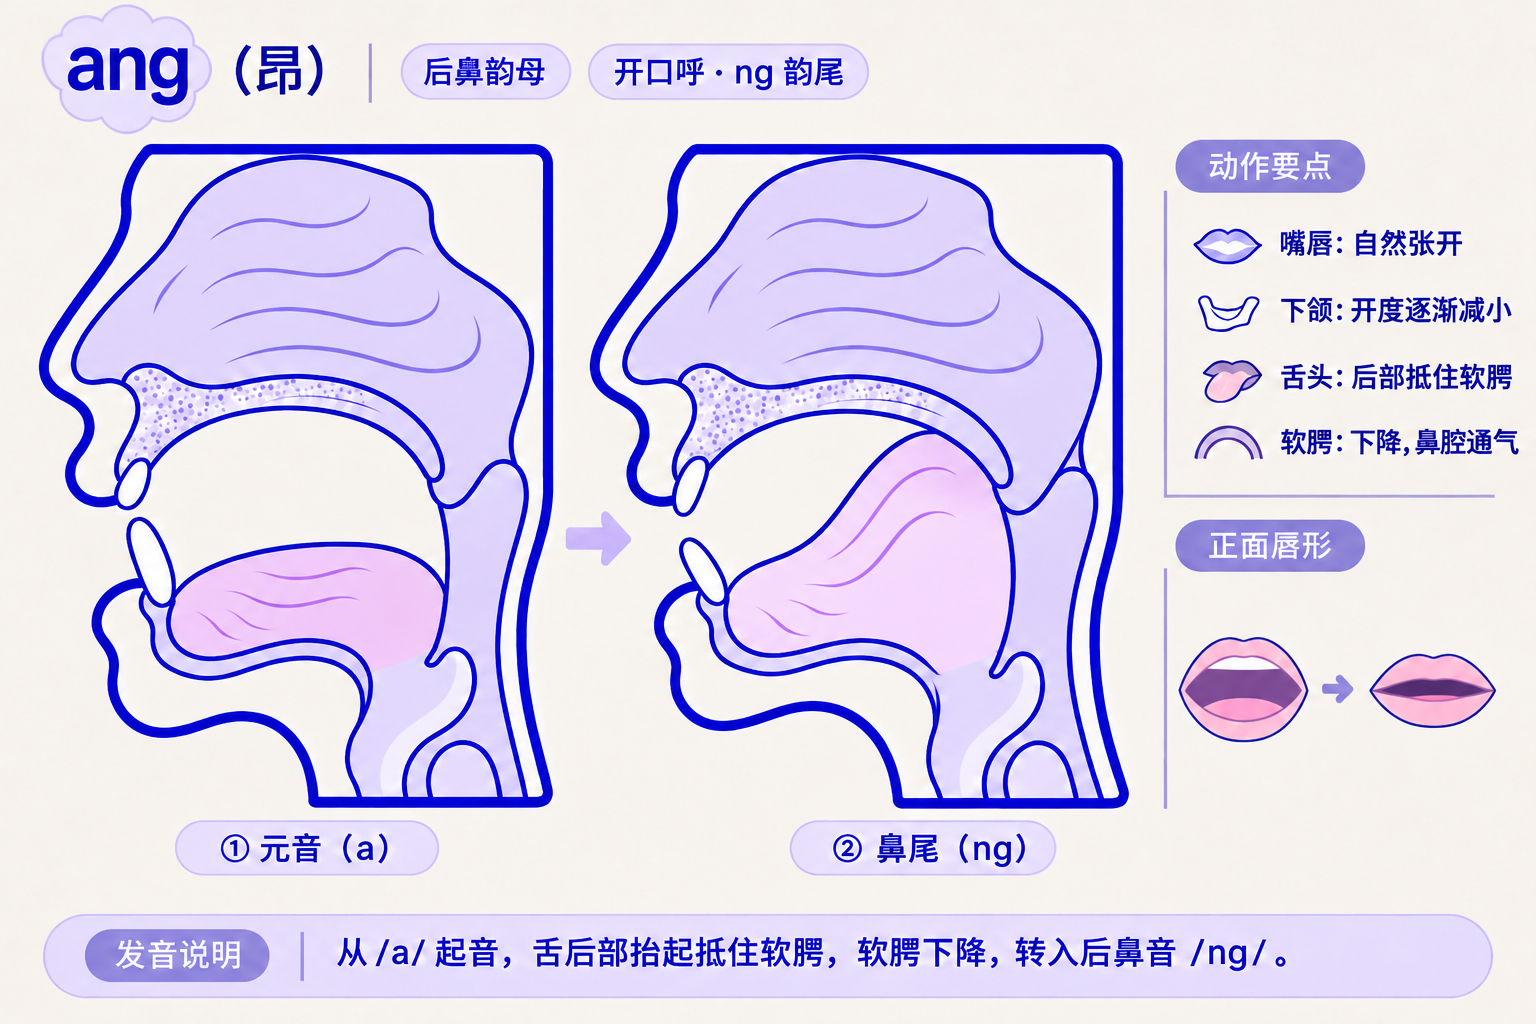 ang（昂）
后鼻韵母
开口呼·ng 韵尾
动作要点
嘴唇：自然张开
下颌：开度逐渐减小
舌头：后部抵住软腭
软腭：下降，鼻腔通气
正面唇形
① 元音（a）
② 鼻尾（ng）
发音说明
从 /a/ 起音，舌后部抬起抵住软腭，软腭下降，转入后鼻音 /ng/。